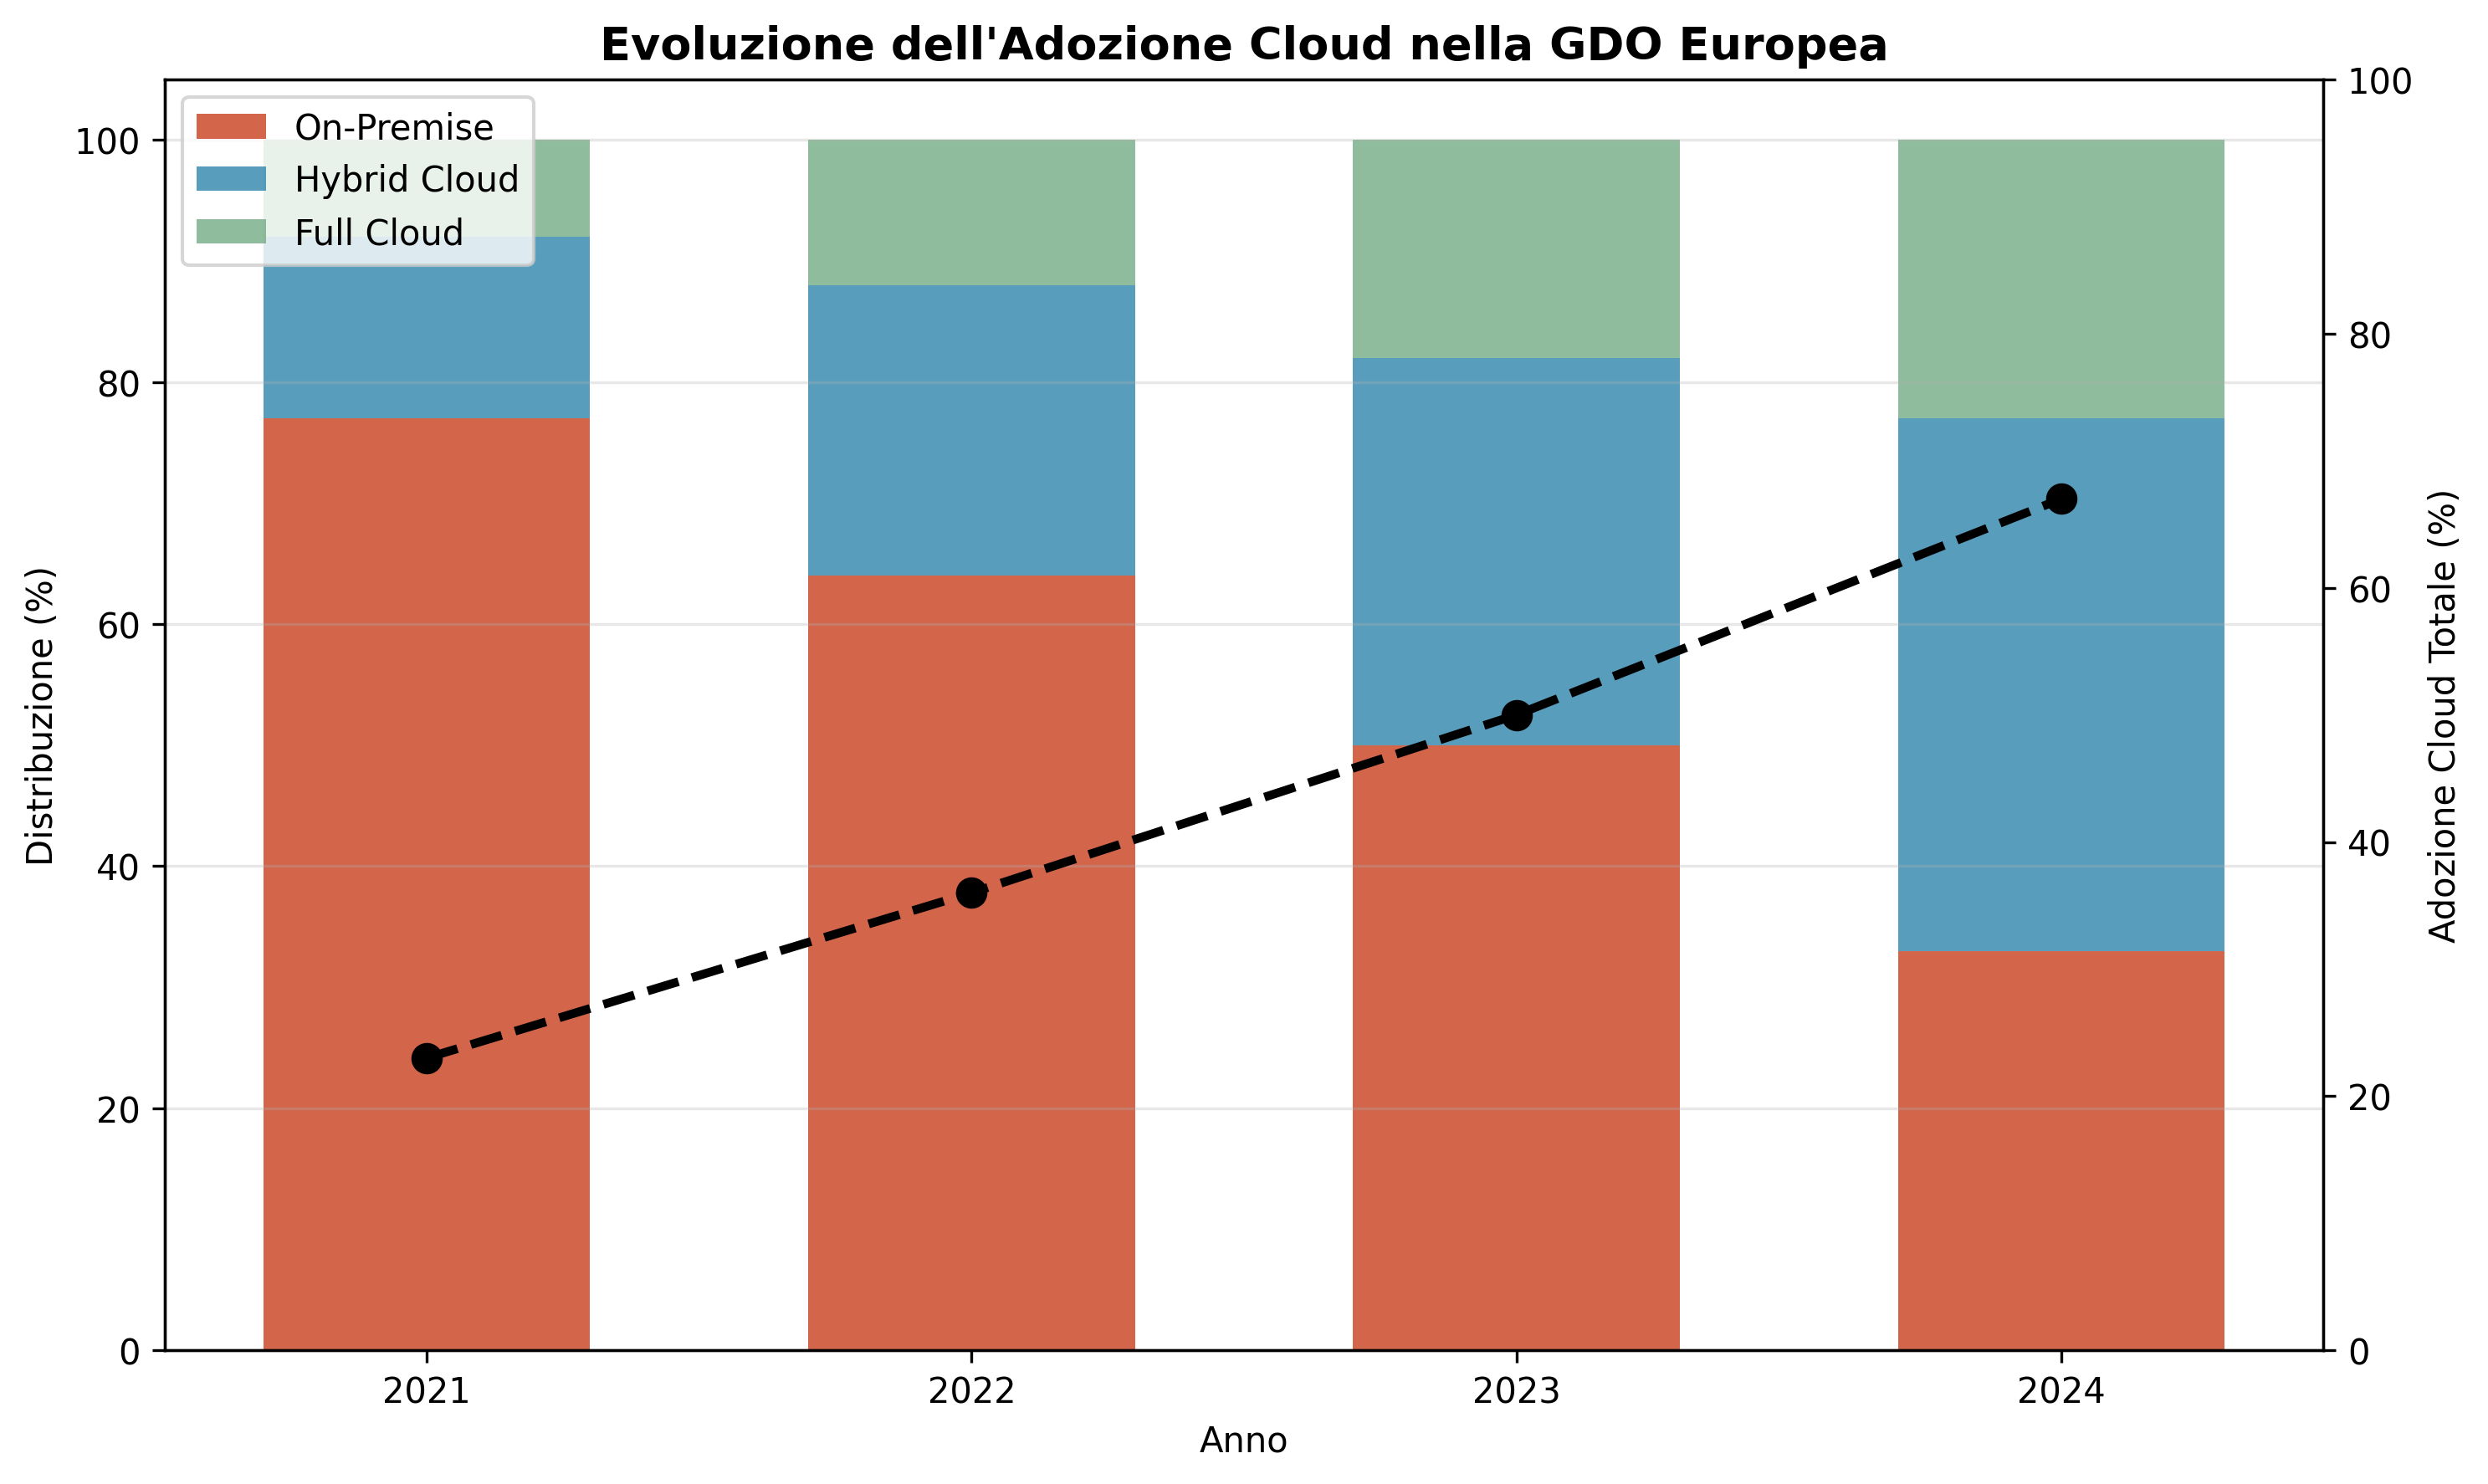 Evoluzione dell'Adozione Cloud nella GDO Europea
On-Premise
Hybrid Cloud
Full Cloud
Distribuzione (%)
100
80
60
40
20
0
2021
2022
2023
2024
Anno
100
80
60
40
20
0
Adozione Cloud Totale (%)